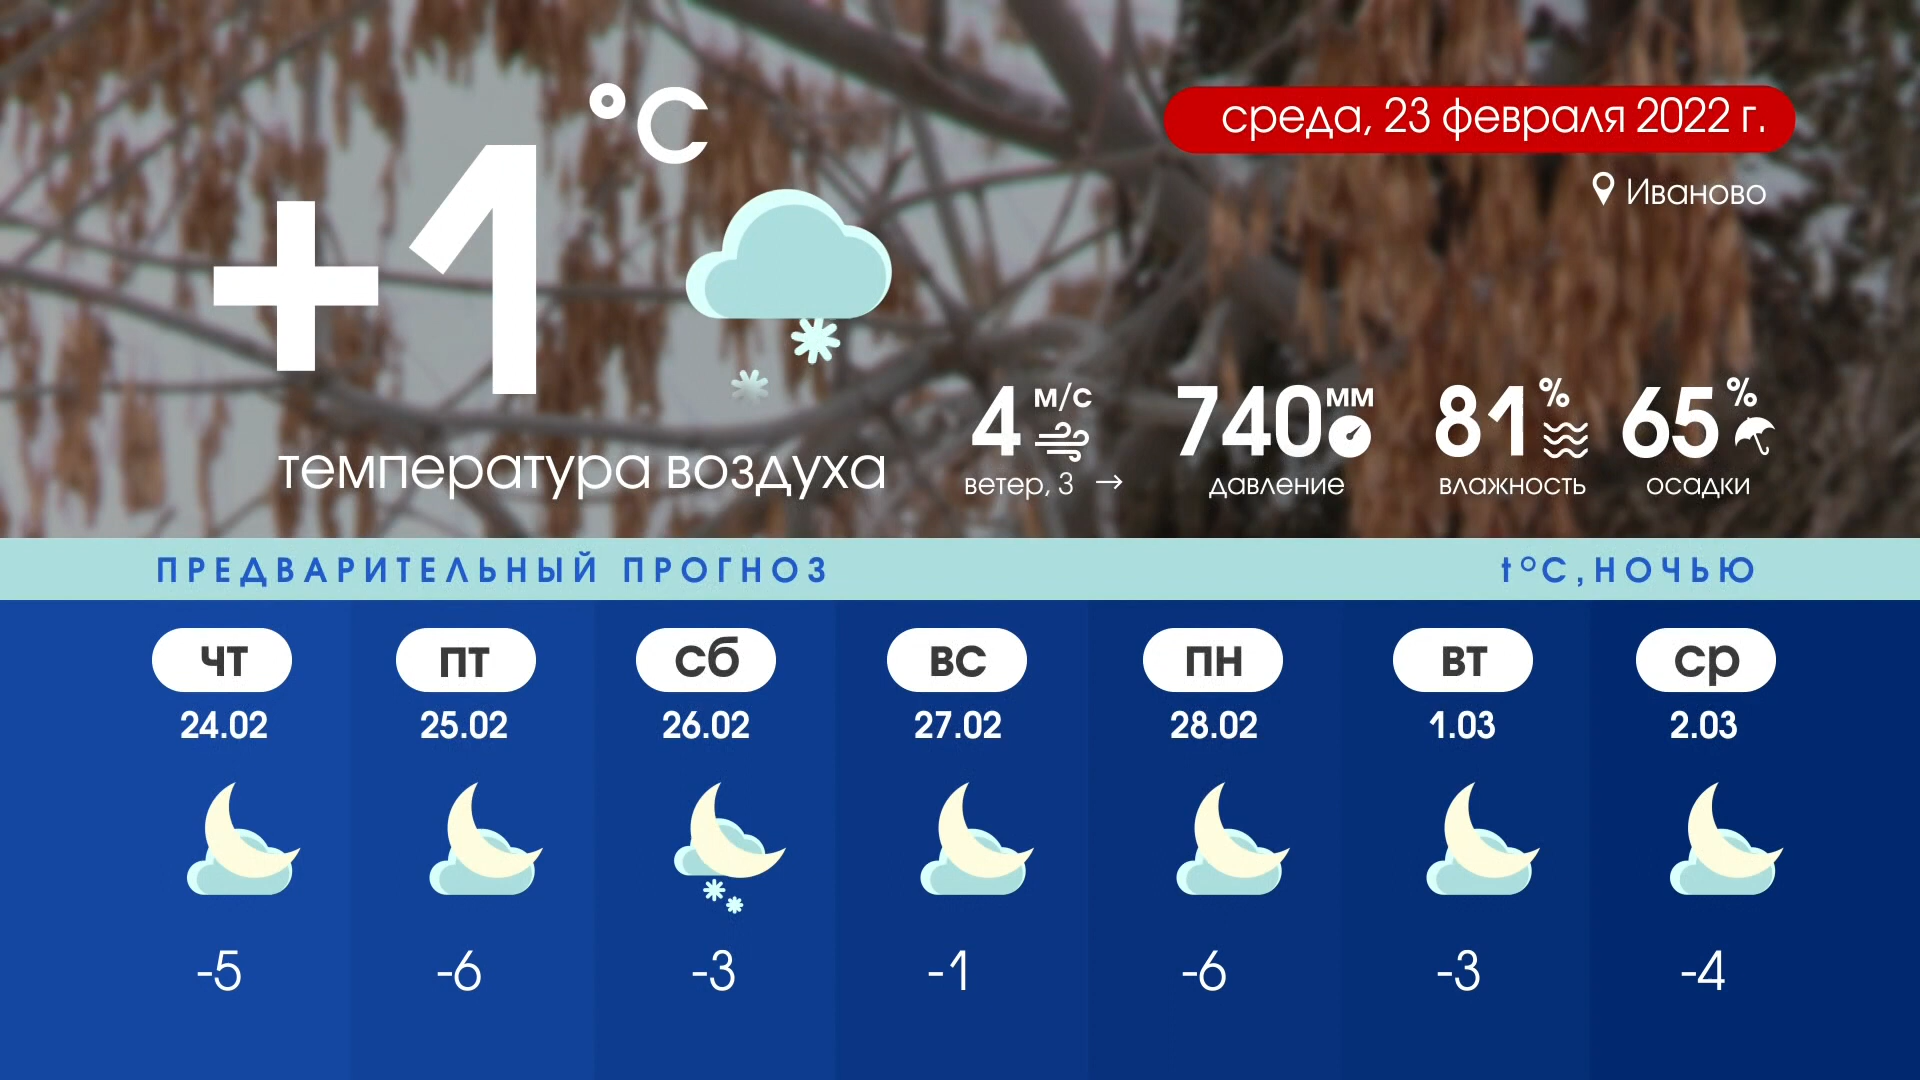 +1 °C
температура воздуха
среда, 23 февраля 2022 г.
Иваново
4 м/с
ветер, З →
740 мм
давление
81 %
влажность
65 %
осадки
ПРЕДВАРИТЕЛЬНЫЙ ПРОГНОЗ
t°C, НОЧЬЮ
чт пт сб вс пн вт ср
24.02 25.02 26.02 27.02 28.02 1.03 2.03
-5 -6 -3 -1 -6 -3 -4